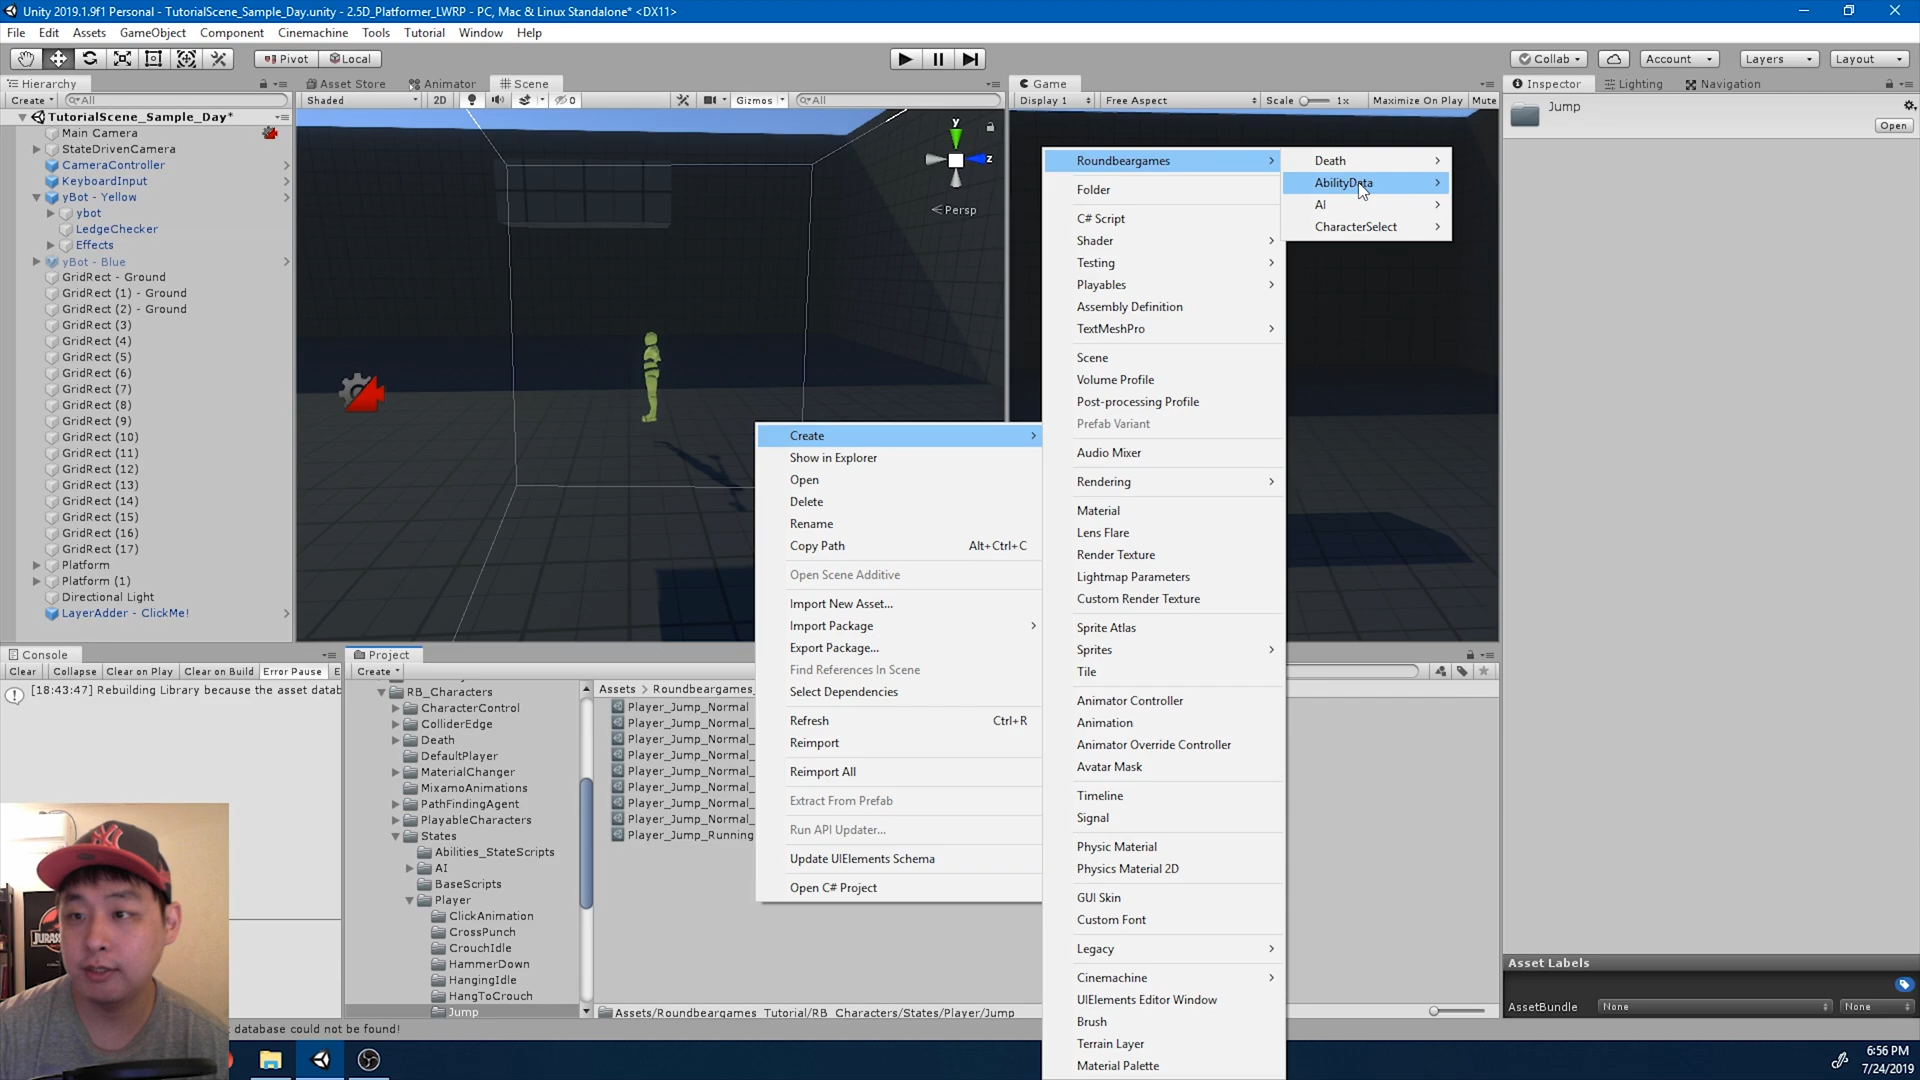 Unity 2019.1.9f1 Personal - TutorialScene_Sample_Day.unity - 2.5D_Platformer_LWRP - PC, Mac & Linux Standalone* <DX11>
File Edit Assets GameObject Component Cinemachine Tools Tutorial Window Help
Pivot Local Collab Account Layers Layout
Hierarchy
Create All
TutorialScene_Sample_Day*
Main Camera
StateDrivenCamera
CameraController
KeyboardInput
yBot - Yellow
ybot
LedgeChecker
Effects
yBot - Blue
GridRect - Ground
GridRect (1) - Ground
GridRect (2) - Ground
GridRect (3)
GridRect (4)
GridRect (5)
GridRect (6)
GridRect (7)
GridRect (8)
GridRect (9)
GridRect (10)
GridRect (11)
GridRect (12)
GridRect (13)
GridRect (14)
GridRect (15)
GridRect (16)
GridRect (17)
Platform
Platform (1)
Directional Light
LayerAdder - ClickMe!
Asset Store Animator Scene
Shaded 2D 0 Gizmos All
y
z
Persp
Game
Display 1 Free Aspect Scale 1x Maximize On Play Mute
Inspector Lighting Navigation
Jump
Open
Create
Show in Explorer
Open
Delete
Rename
Copy Path Alt+Ctrl+C
Open Scene Additive
Import New Asset...
Import Package
Export Package...
Find References In Scene
Select Dependencies
Refresh Ctrl+R
Reimport
Reimport All
Extract From Prefab
Run API Updater...
Update UIElements Schema
Open C# Project
Roundbeargames
Folder
C# Script
Shader
Testing
Playables
Assembly Definition
TextMeshPro
Scene
Volume Profile
Post-processing Profile
Prefab Variant
Audio Mixer
Rendering
Material
Lens Flare
Render Texture
Lightmap Parameters
Custom Render Texture
Sprite Atlas
Sprites
Tile
Animator Controller
Animation
Animator Override Controller
Avatar Mask
Timeline
Signal
Physic Material
Physics Material 2D
GUI Skin
Custom Font
Legacy
Cinemachine
UIElements Editor Window
Brush
Terrain Layer
Material Palette
Death
AbilityData
AI
CharacterSelect
Console
Clear Collapse Clear on Play Clear on Build Error Pause E
[18:43:47] Rebuilding Library because the asset datab
database could not be found!
Project
Create
RB_Characters
CharacterControl
ColliderEdge
Death
DefaultPlayer
MaterialChanger
MixamoAnimations
PathFindingAgent
PlayableCharacters
States
Abilities_StateScripts
AI
BaseScripts
Player
ClickAnimation
CrossPunch
CrouchIdle
HammerDown
HangingIdle
HangToCrouch
Jump
Assets > Roundbeargames_
Player_Jump_Normal
Player_Jump_Normal_
Player_Jump_Normal_
Player_Jump_Normal_
Player_Jump_Normal_
Player_Jump_Normal_
Player_Jump_Normal_
Player_Jump_Normal_
Player_Jump_Running
Assets/Roundbeargames_Tutorial/RB_Characters/States/Player/Jump
Asset Labels
AssetBundle None None
6:56 PM
7/24/2019